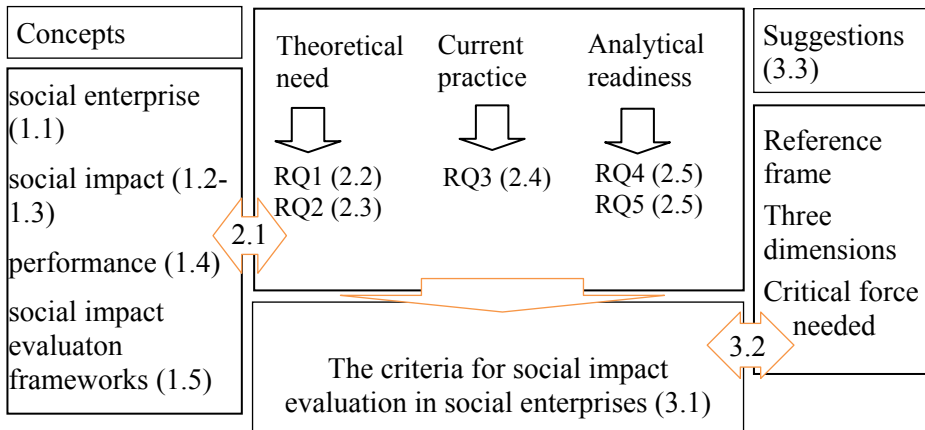 Concepts
social enterprise
(1.1)
social impact (1.2-
1.3)
performance (1.4)
social impact
evaluaton
frameworks (1.5)
2.1
Theoretical
need
RQ1 (2.2)
RQ2 (2.3)
Current
practice
RQ3 (2.4)
Analytical
readiness
RQ4 (2.5)
RQ5 (2.5)
The criteria for social impact
evaluation in social enterprises (3.1)
3.2
Suggestions
(3.3)
Reference
frame
Three
dimensions
Critical force
needed